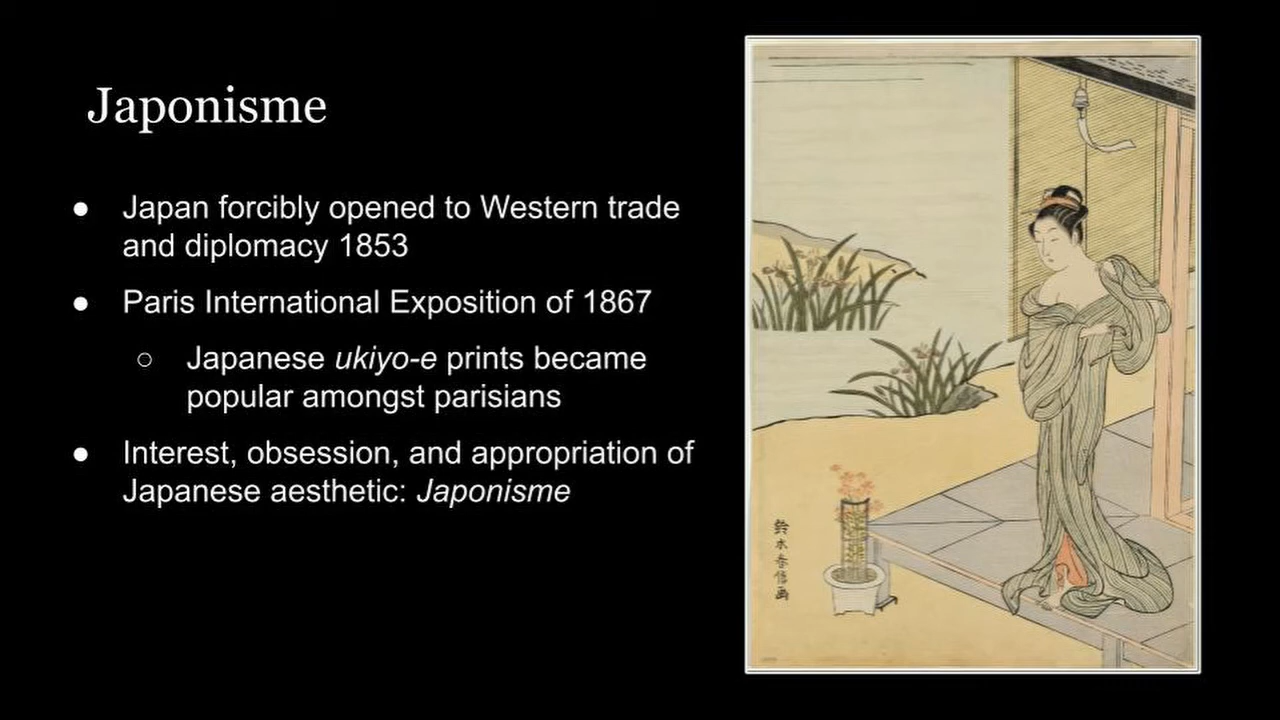 Japonisme
● Japan forcibly opened to Western trade
and diplomacy 1853
● Paris International Exposition of 1867
○ Japanese ukiyo-e prints became
popular amongst parisians
● Interest, obsession, and appropriation of
Japanese aesthetic: Japonisme
鈴木春信画